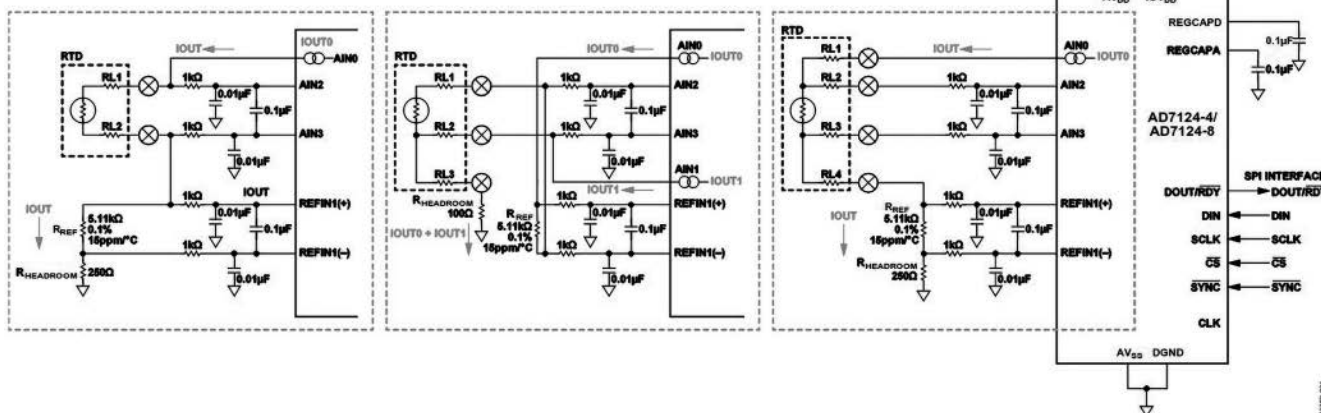 REGCAPD
0.1µF
REGCAPA
0.1µF
AD7124-4/
AD7124-8
SPI INTERFACE
DOUT/RDY
DOUT/RDY
DIN
DIN
SCLK
SCLK
CS
CS
SYNC
SYNC
CLK
AVSS DGND
RTD
IOUT
IOUT0
AIN0
RL1
1kΩ
AIN2
0.01µF
0.1µF
RL2
1kΩ
AIN3
0.01µF
1kΩ
IOUT
REFIN1(+)
IOUT
5.11kΩ
RREF
0.1%
15ppm/°C
0.01µF
0.1µF
1kΩ
REFIN1(–)
RHEADROOM
250Ω
0.01µF
RTD
IOUT0
AIN0
IOUT0
RL1
1kΩ
AIN2
0.01µF
0.1µF
RL2
1kΩ
AIN3
0.01µF
AIN1
IOUT1
IOUT1
RL3
RHEADROOM
100Ω
IOUT0 + IOUT1
RREF
5.11kΩ
0.1%
15ppm/°C
1kΩ
REFIN1(+)
0.01µF
0.1µF
1kΩ
REFIN1(–)
0.01µF
RTD
IOUT
AIN0
IOUT0
RL1
RL2
1kΩ
AIN2
0.01µF
0.1µF
RL3
1kΩ
AIN3
0.01µF
RL4
IOUT
RREF
5.11kΩ
0.1%
15ppm/°C
1kΩ
REFIN1(+)
0.01µF
0.1µF
1kΩ
REFIN1(–)
RHEADROOM
250Ω
0.01µF